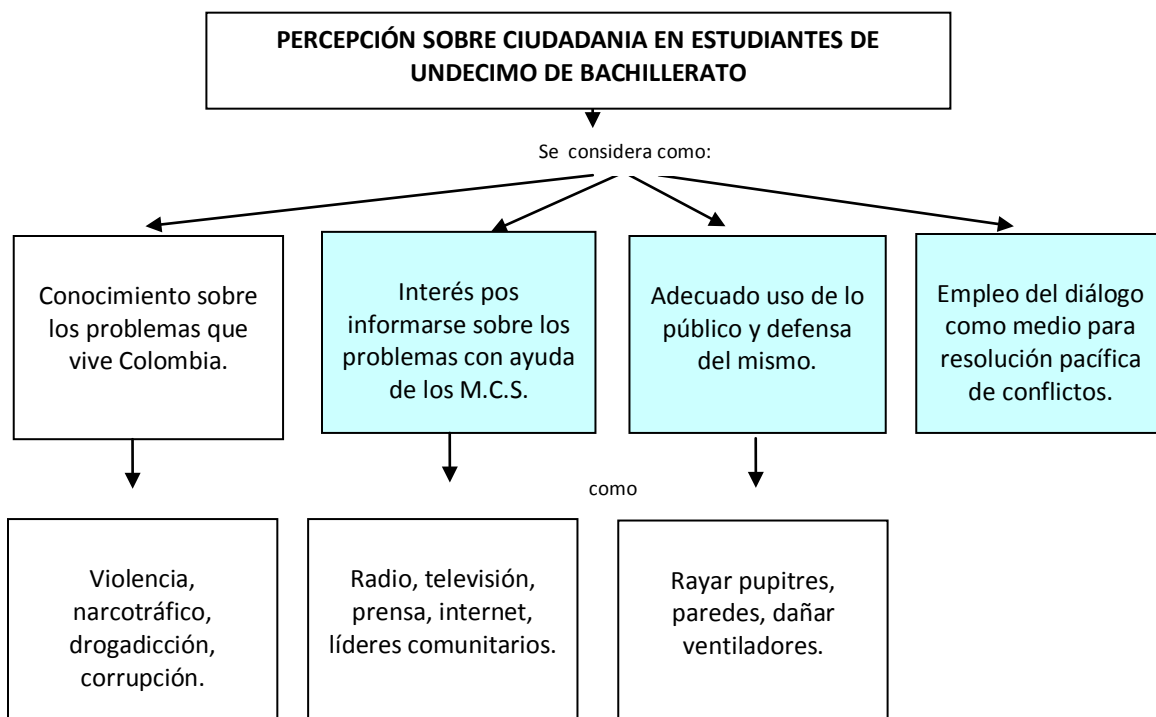 PERCEPCIÓN SOBRE CIUDADANIA EN ESTUDIANTES DE
UNDECIMO DE BACHILLERATO
Se considera como:
Conocimiento sobre
los problemas que
vive Colombia.
Interés pos
informarse sobre los
problemas con ayuda
de los M.C.S.
Adecuado uso de lo
público y defensa
del mismo.
Empleo del diálogo
como medio para
resolución pacífica
de conflictos.
como
Violencia,
narcotráfico,
drogadicción,
corrupción.
Radio, televisión,
prensa, internet,
líderes comunitarios.
Rayar pupitres,
paredes, dañar
ventiladores.